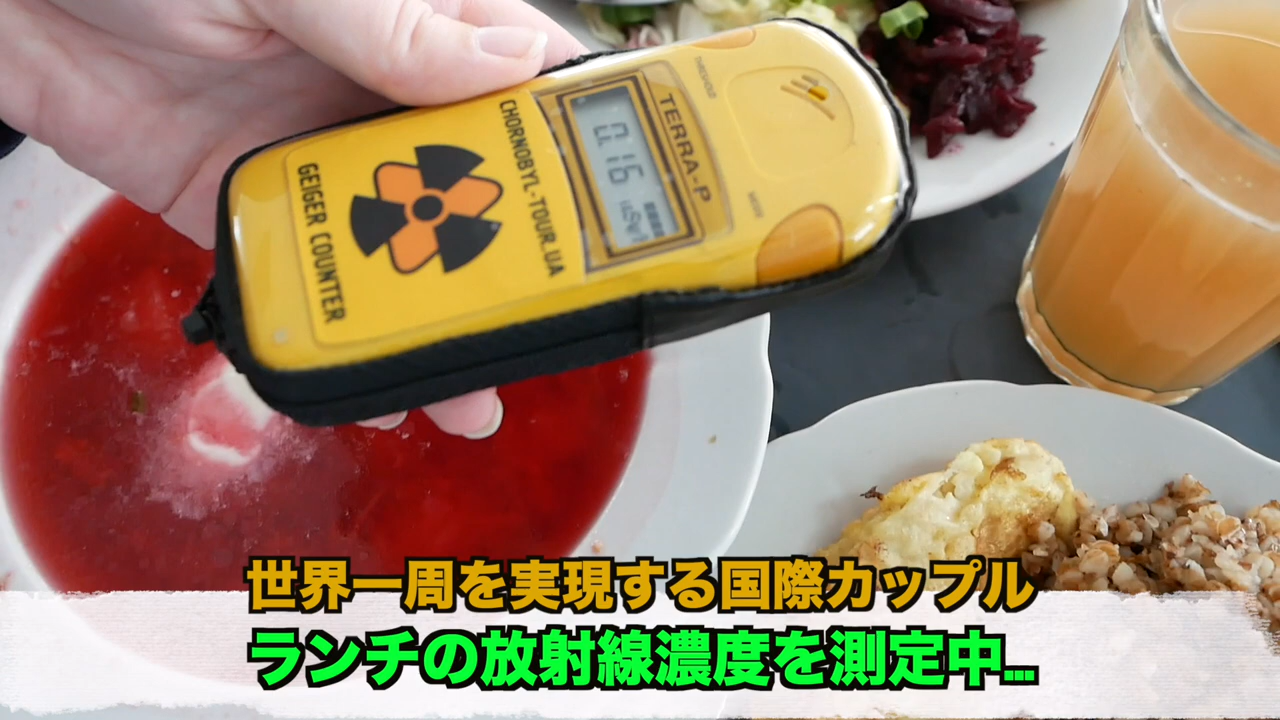 TERRA-P
0.16
µSv/h
CHORNOBYL-TOUR.UA
GEIGER COUNTER
世界一周を実現する国際カップル
ランチの放射線濃度を測定中...